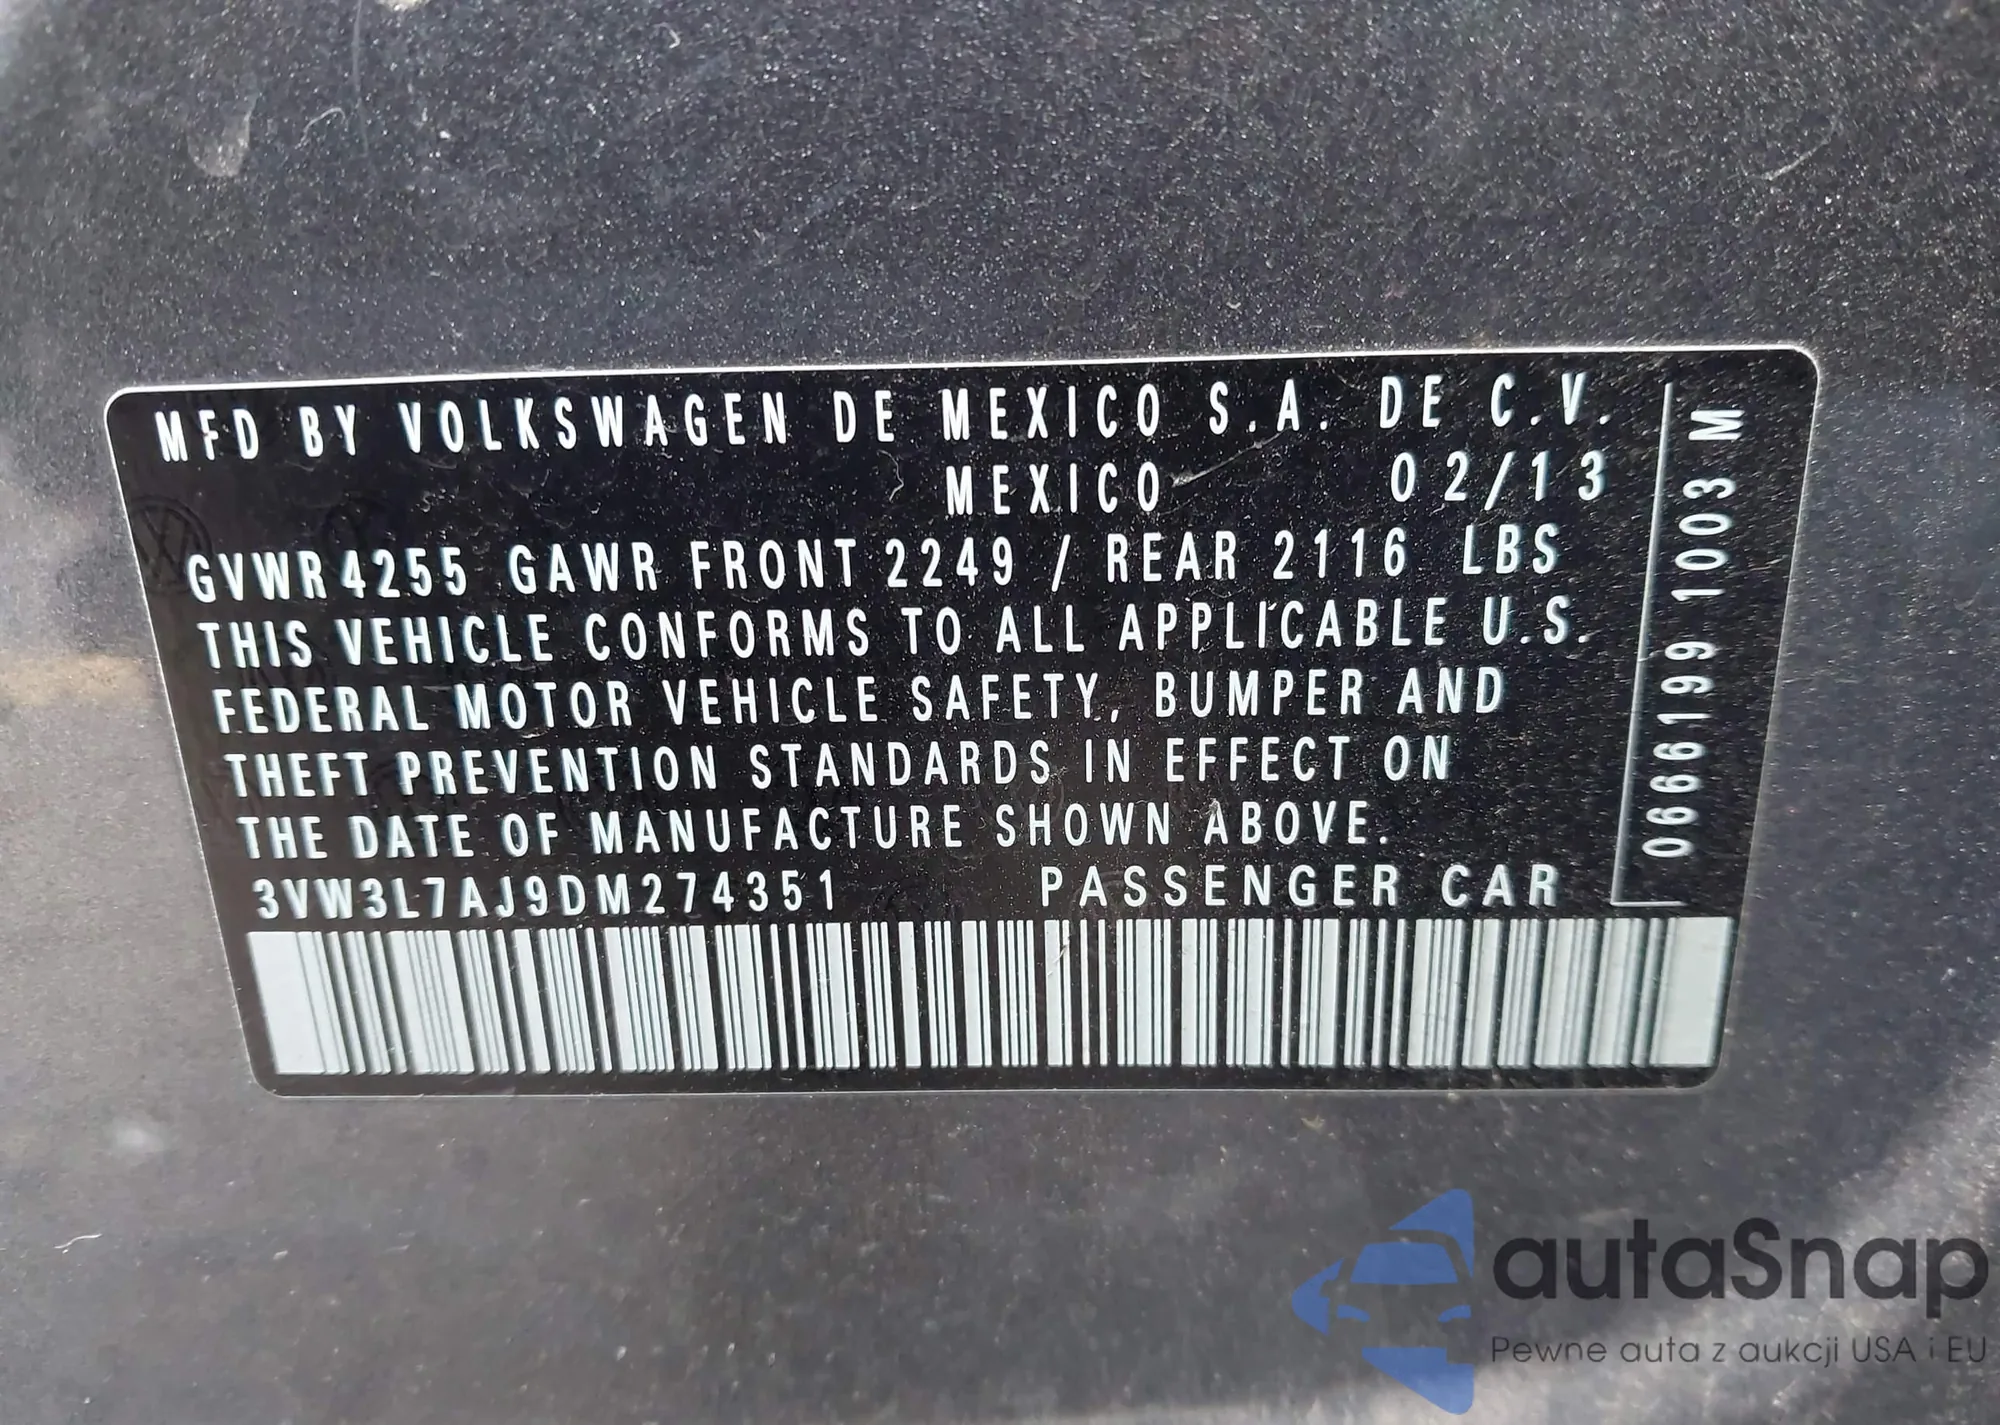 MFD BY VOLKSWAGEN DE MEXICO S.A. DE C.V.
MEXICO 02/13
GVWR 4255 GAWR FRONT 2249 / REAR 2116 LBS
THIS VEHICLE CONFORMS TO ALL APPLICABLE U.S.
FEDERAL MOTOR VEHICLE SAFETY, BUMPER AND
THEFT PREVENTION STANDARDS IN EFFECT ON
THE DATE OF MANUFACTURE SHOWN ABOVE.
3VW3L7AJ9DM274351 PASSENGER CAR
0666199 1003 M
autaSnap
Pewne auta z aukcji USA i EU